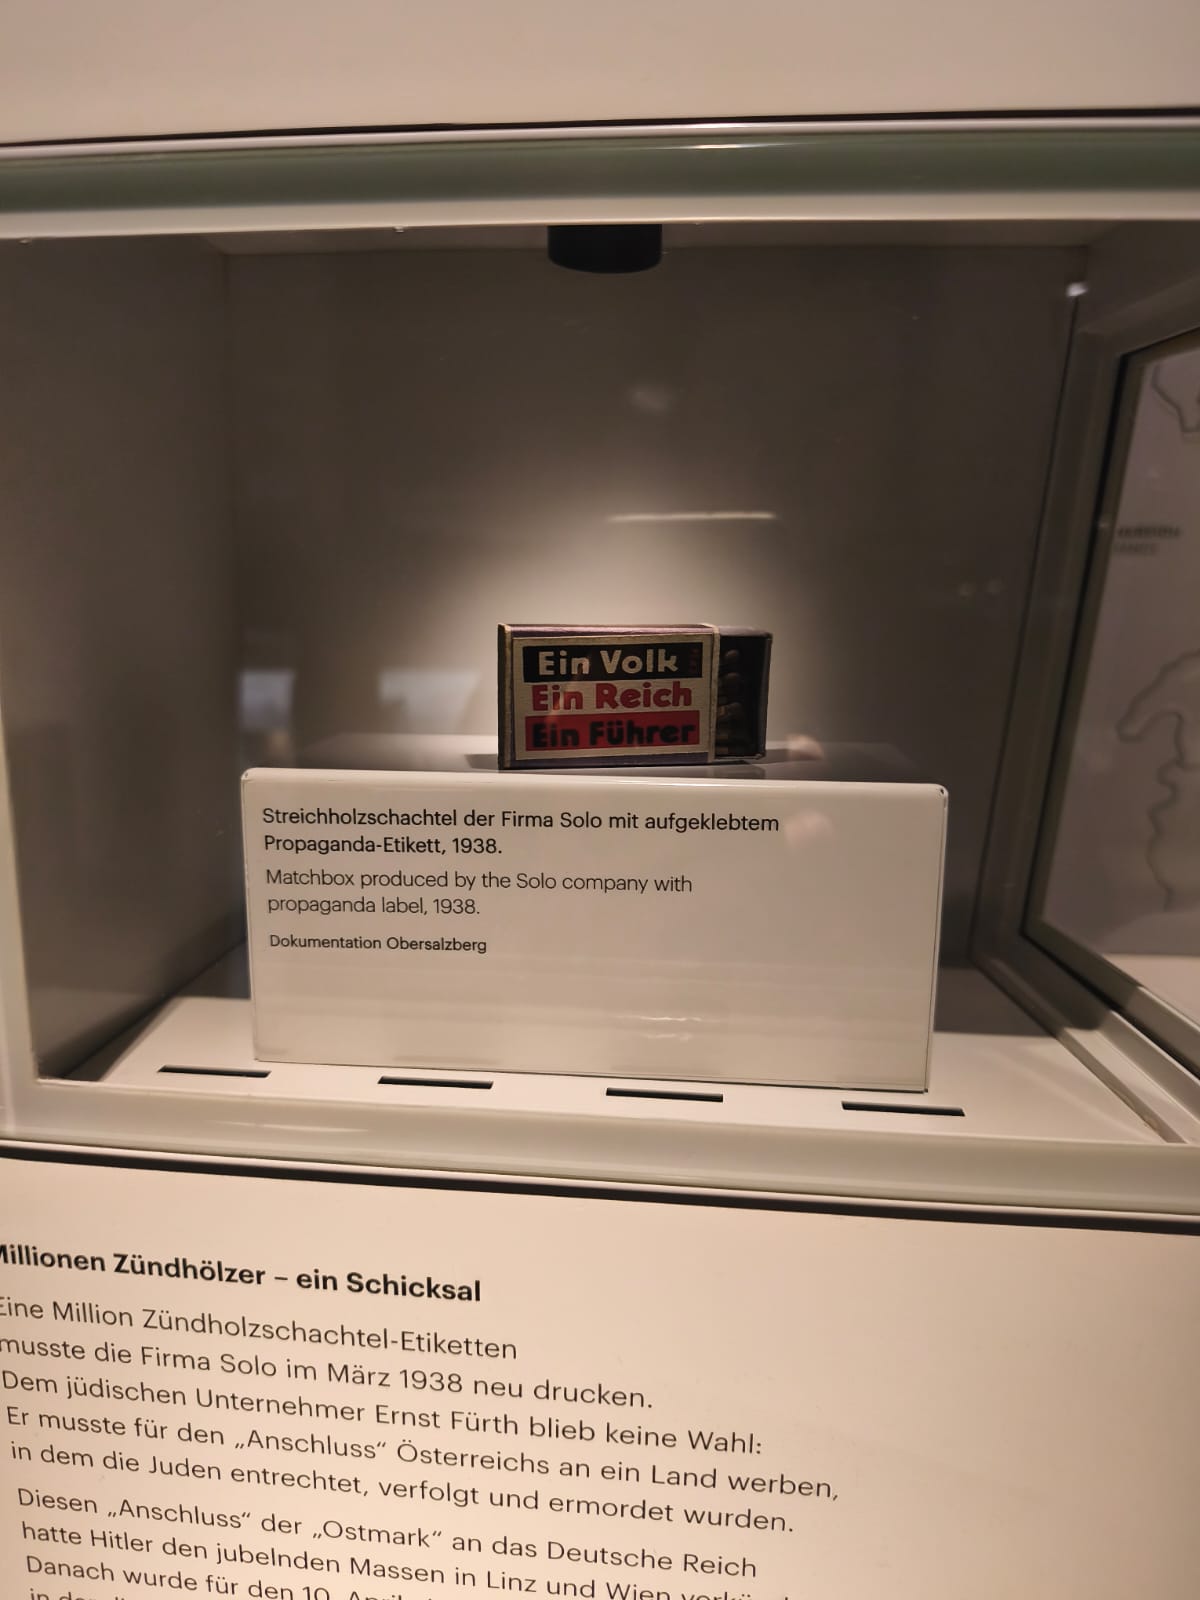 Ein Volk
Ein Reich
Ein Führer
Streichholzschachtel der Firma Solo mit aufgeklebtem
Propaganda-Etikett, 1938.
Matchbox produced by the Solo company with
propaganda label, 1938.
Dokumentation Obersalzberg
Millionen Zündhölzer – ein Schicksal
Eine Million Zündholzschachtel-Etiketten
musste die Firma Solo im März 1938 neu drucken.
Dem jüdischen Unternehmer Ernst Fürth blieb keine Wahl:
Er musste für den „Anschluss“ Österreichs an ein Land werben,
in dem die Juden entrechtet, verfolgt und ermordet wurden.
Diesen „Anschluss“ der „Ostmark“ an das Deutsche Reich
hatte Hitler den jubelnden Massen in Linz und Wien
Danach wurde für den 10.